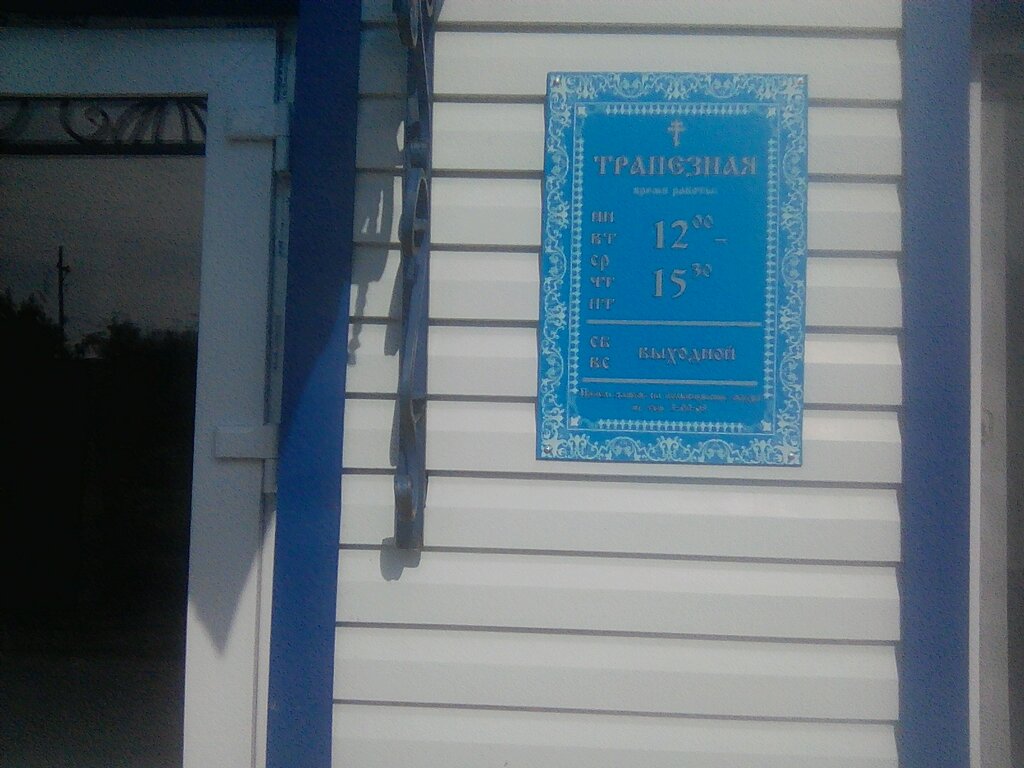 ТРАПЕЗНАЯ
время работы:
пн
вт
ср
чт
пт
12⁰⁰ –
15³⁰
сб
вс
выходной